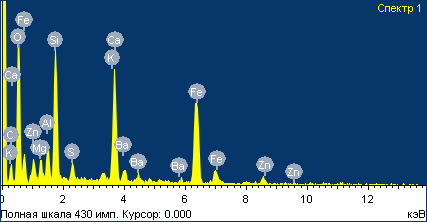 Спектр 1
Fe
O
Si
Ca
K
Ca
Fe
C
Zn
Al
K
Mg
S
Ba
Ba
Ba
Fe
Zn
Zn
0 2 4 6 8 10 12
Полная шкала 430 имп. Курсор: 0.000 кэВ